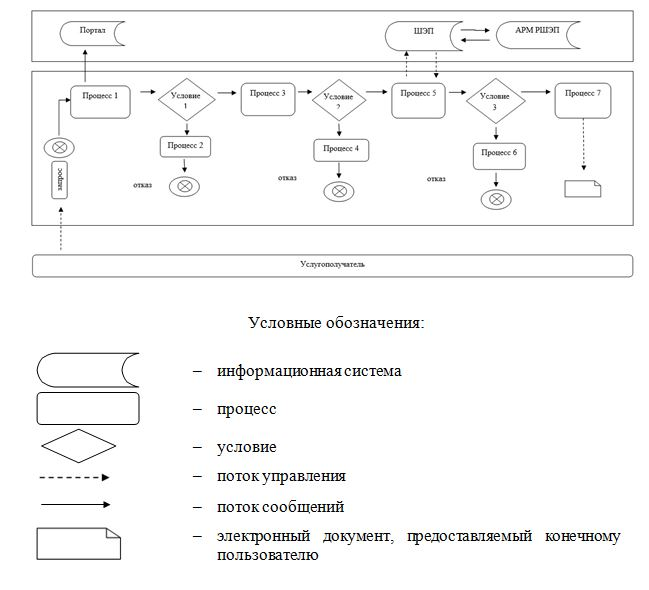 Портал
ШЭП
АРМ РШЭП
Процесс 1
Условие
1
Процесс 3
Условие
2
Процесс 5
Условие
3
Процесс 7
Процесс 2
Процесс 4
Процесс 6
запрос
отказ
отказ
отказ
Услугополучатель
Условные обозначения:
– информационная система
– процесс
– условие
– поток управления
– поток сообщений
– электронный документ, предоставляемый конечному
пользователю